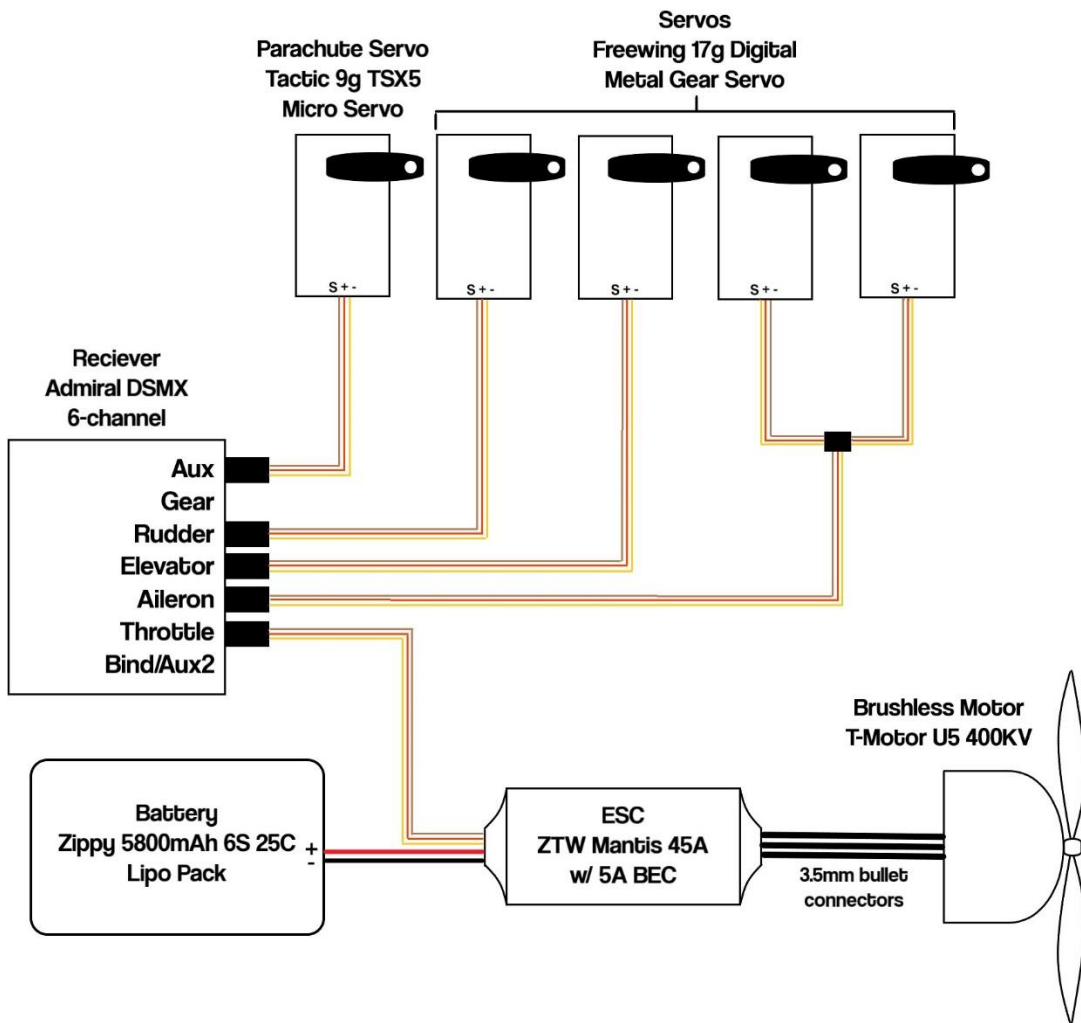 Parachute Servo
Tactic 9g TSX5
Micro Servo
Servos
Freewing 17g Digital
Metal Gear Servo
S + -
S + -
S + -
S + -
S + -
Reciever
Admiral DSMX
6-channel
Aux
Gear
Rudder
Elevator
Aileron
Throttle
Bind/Aux2
Battery
Zippy 5800mAh 6S 25C
Lipo Pack
+
-
ESC
ZTW Mantis 45A
w/ 5A BEC
3.5mm bullet
connectors
Brushless Motor
T-Motor U5 400KV